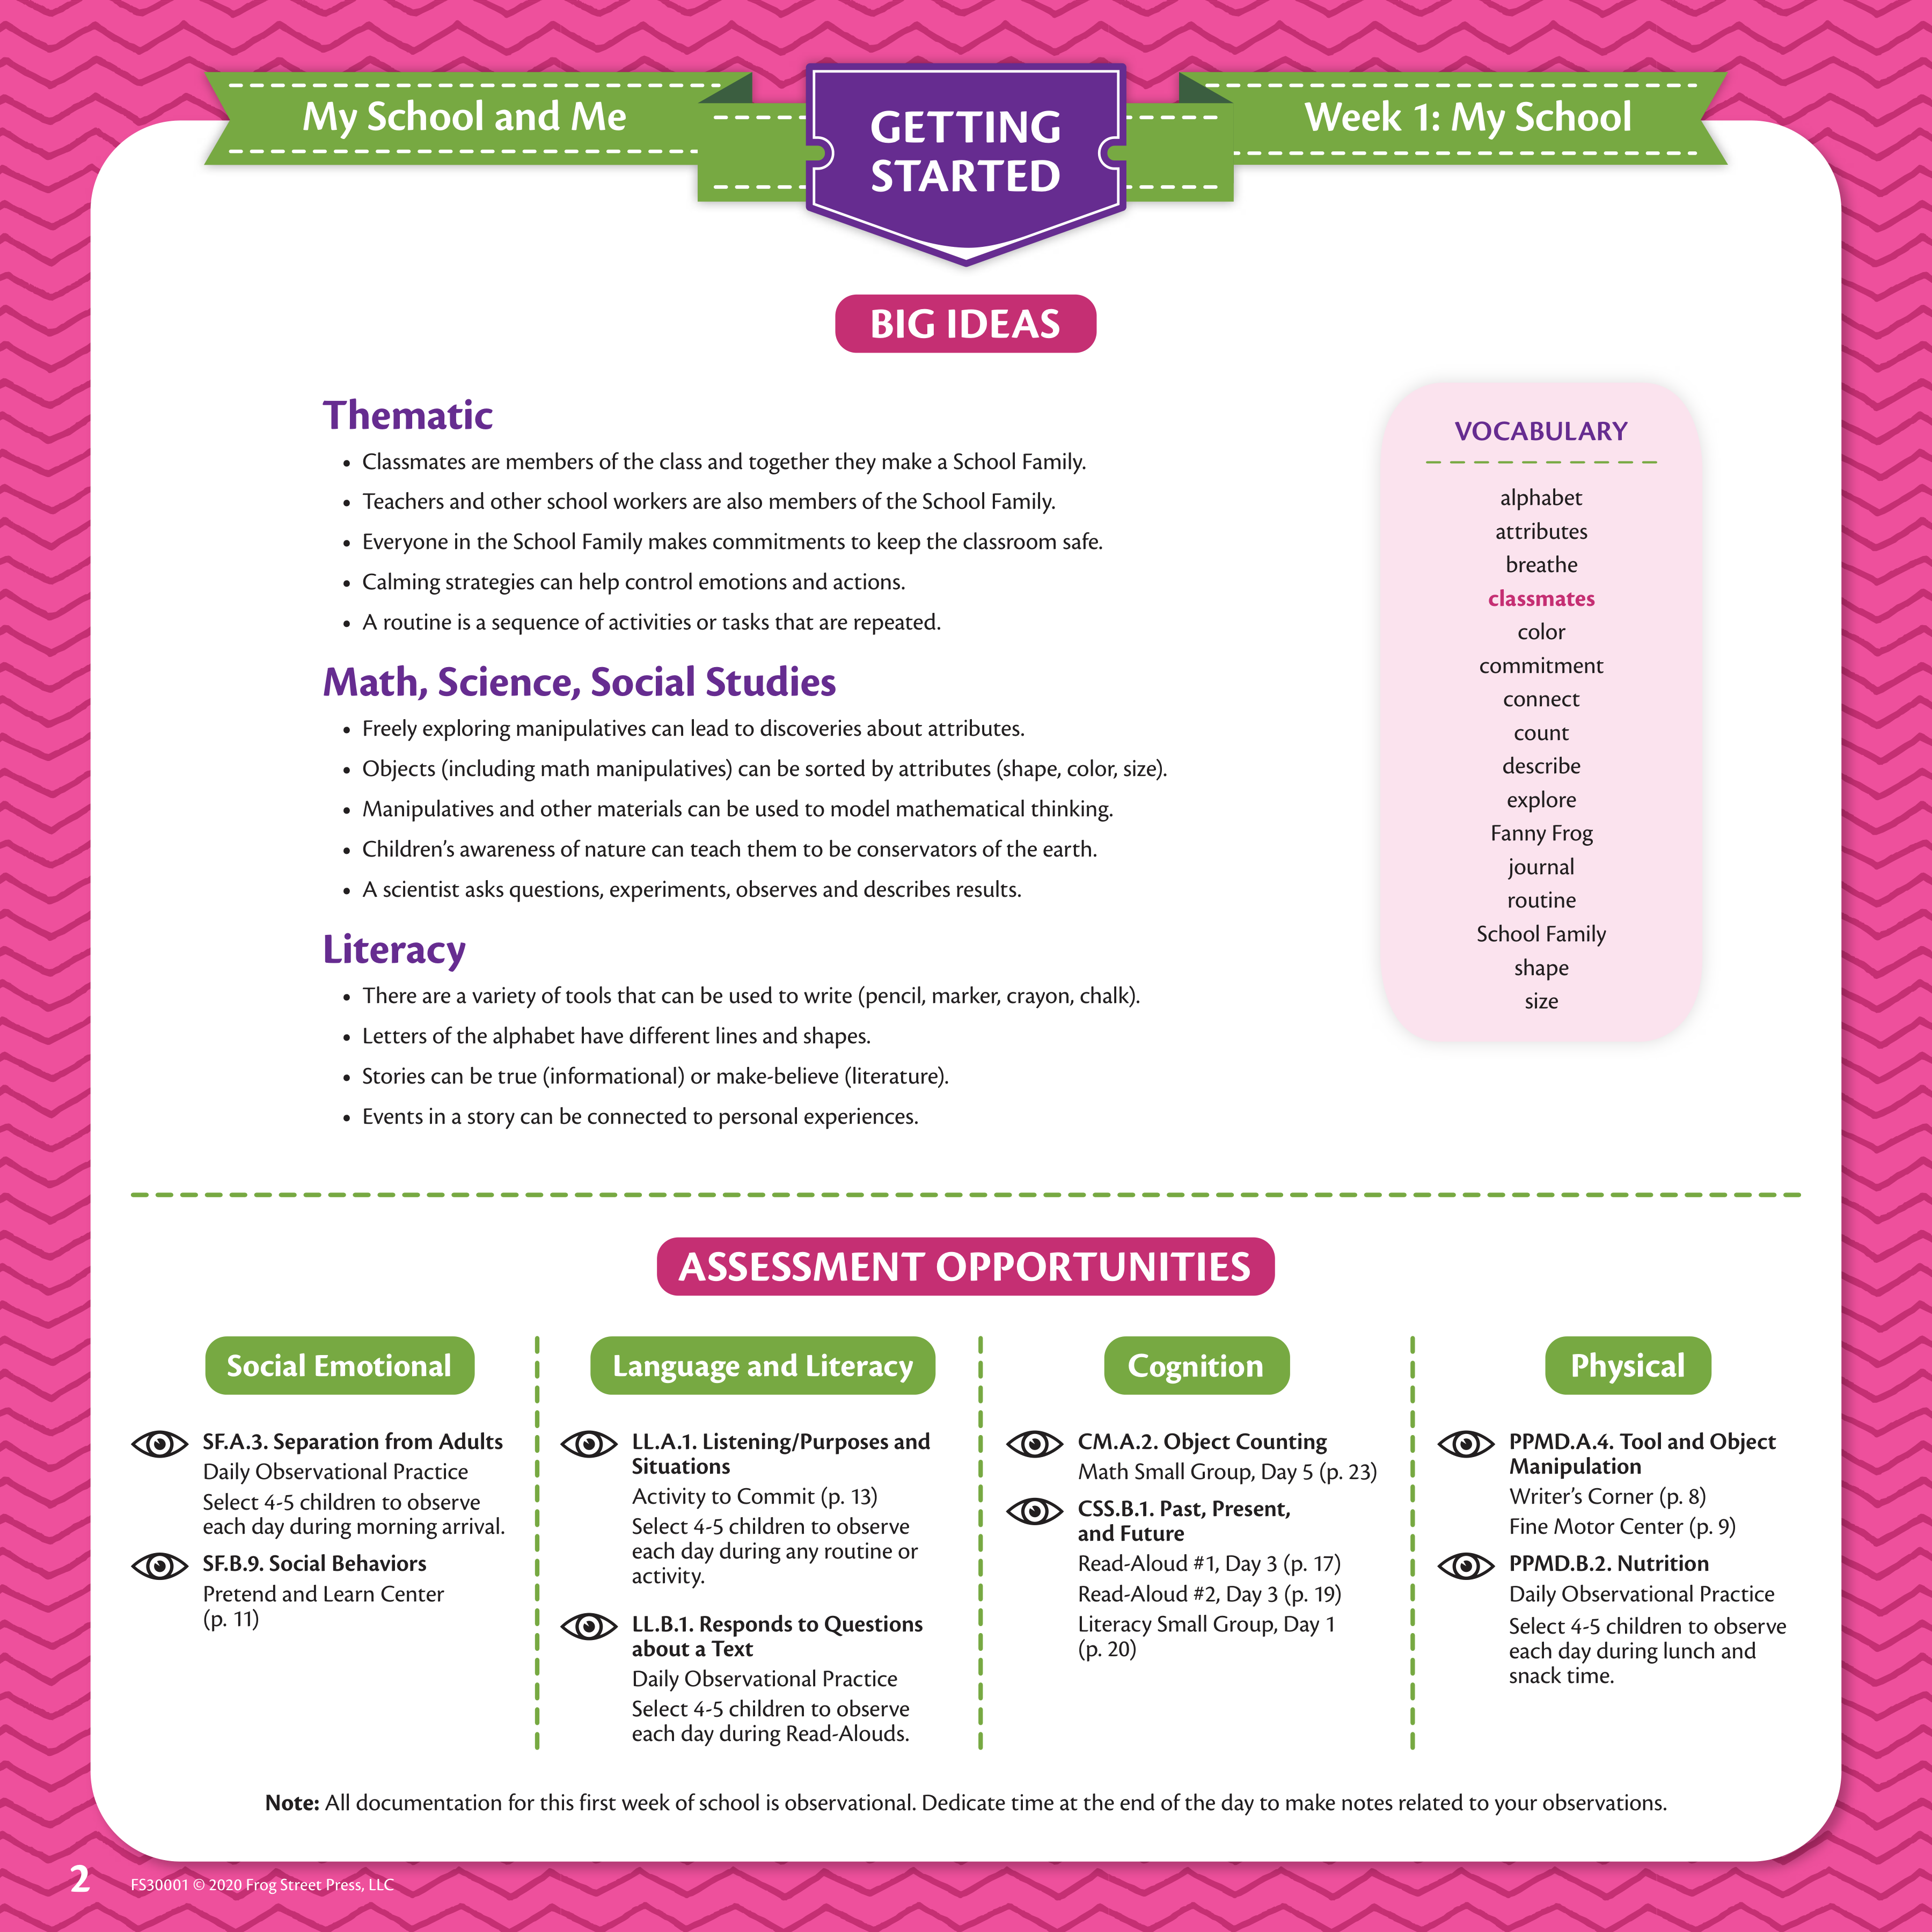 My School and Me
GETTING
STARTED
Week 1: My School
BIG IDEAS
Thematic
• Classmates are members of the class and together they make a School Family.
• Teachers and other school workers are also members of the School Family.
• Everyone in the School Family makes commitments to keep the classroom safe.
• Calming strategies can help control emotions and actions.
• A routine is a sequence of activities or tasks that are repeated.
Math, Science, Social Studies
• Freely exploring manipulatives can lead to discoveries about attributes.
• Objects (including math manipulatives) can be sorted by attributes (shape, color, size).
• Manipulatives and other materials can be used to model mathematical thinking.
• Children’s awareness of nature can teach them to be conservators of the earth.
• A scientist asks questions, experiments, observes and describes results.
Literacy
• There are a variety of tools that can be used to write (pencil, marker, crayon, chalk).
• Letters of the alphabet have different lines and shapes.
• Stories can be true (informational) or make-believe (literature).
• Events in a story can be connected to personal experiences.
VOCABULARY
alphabet
attributes
breathe
classmates
color
commitment
connect
count
describe
explore
Fanny Frog
journal
routine
School Family
shape
size
ASSESSMENT OPPORTUNITIES
Social Emotional
SF.A.3. Separation from Adults
Daily Observational Practice
Select 4-5 children to observe
each day during morning arrival.
SF.B.9. Social Behaviors
Pretend and Learn Center
(p. 11)
Language and Literacy
LL.A.1. Listening/Purposes and
Situations
Activity to Commit (p. 13)
Select 4-5 children to observe
each day during any routine or
activity.
LL.B.1. Responds to Questions
about a Text
Daily Observational Practice
Select 4-5 children to observe
each day during Read-Alouds.
Cognition
CM.A.2. Object Counting
Math Small Group, Day 5 (p. 23)
CSS.B.1. Past, Present,
and Future
Read-Aloud #1, Day 3 (p. 17)
Read-Aloud #2, Day 3 (p. 19)
Literacy Small Group, Day 1
(p. 20)
Physical
PPMD.A.4. Tool and Object
Manipulation
Writer’s Corner (p. 8)
Fine Motor Center (p. 9)
PPMD.B.2. Nutrition
Daily Observational Practice
Select 4-5 children to observe
each day during lunch and
snack time.
Note: All documentation for this first week of school is observational. Dedicate time at the end of the day to make notes related to your observations.
2
FS30001 © 2020 Frog Street Press, LLC